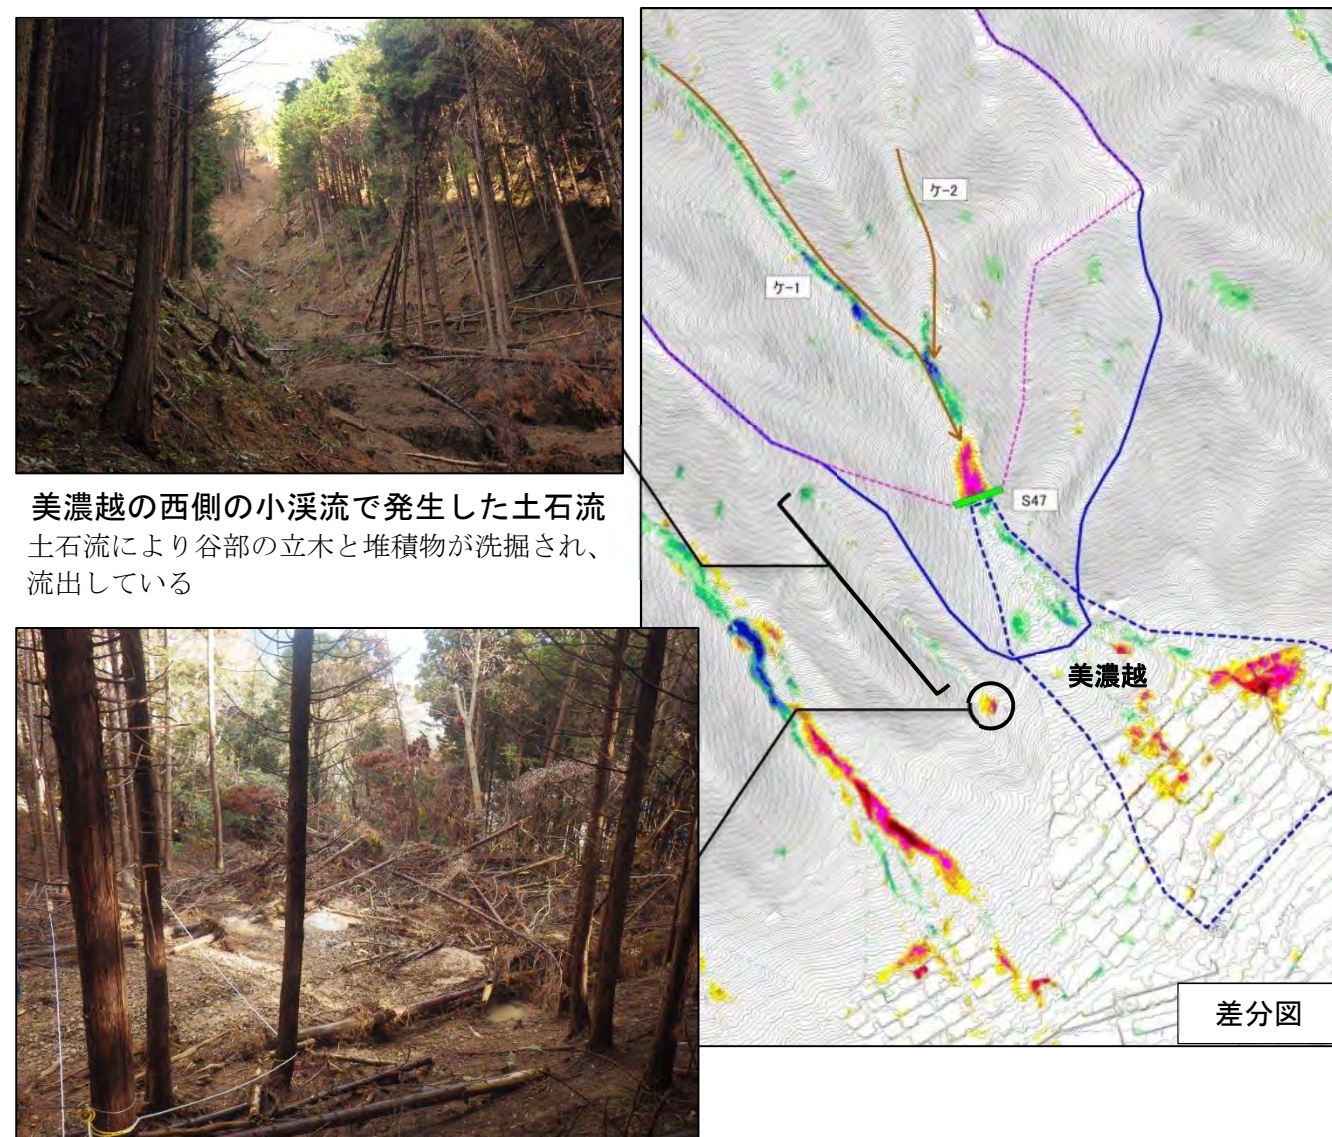 美濃越の西側の小渓流で発生した土石流
土石流により谷部の立木と堆積物が洗掘され、
流出している
ケ-2
ケ-1
S47
美濃越
差分図